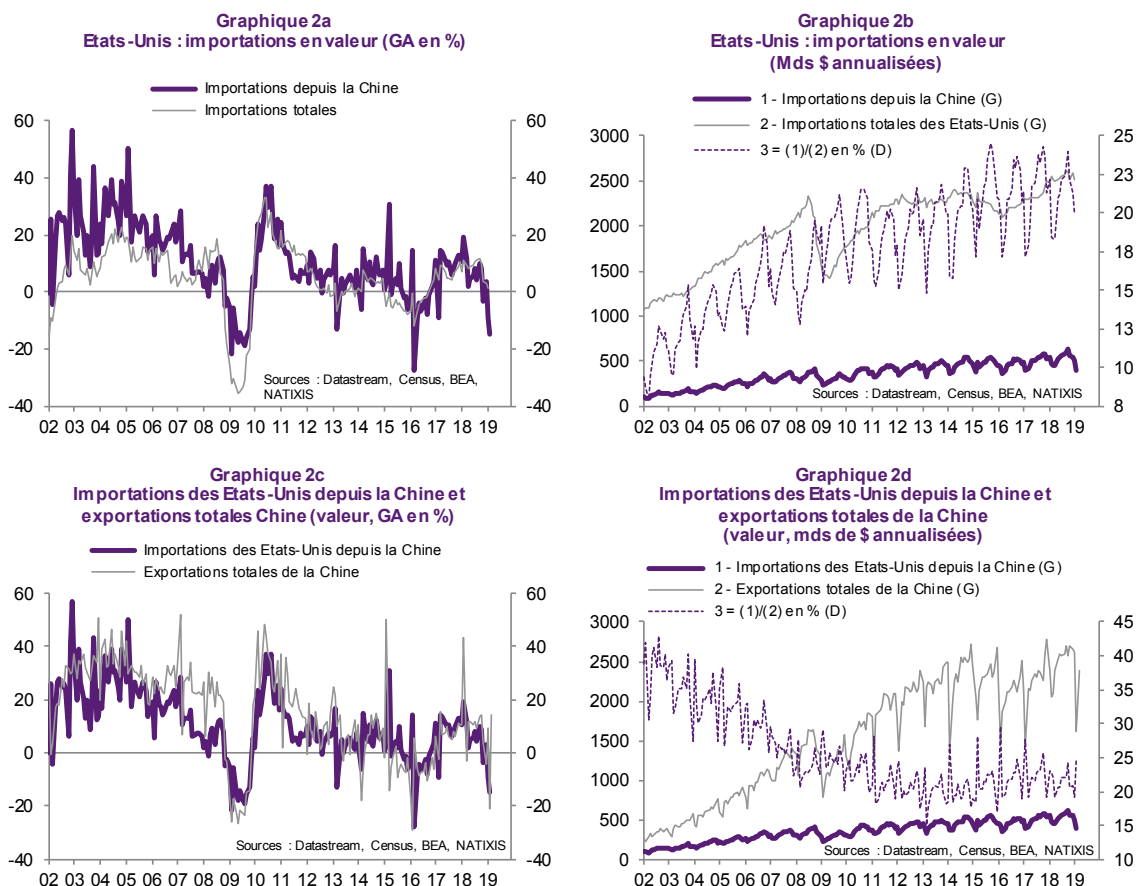 Graphique 2a
Etats-Unis : importations en valeur (GA en %)
Importations depuis la Chine
Importations totales
60 60
40 40
20 20
0 0
-20 -20
-40 -40
Sources : Datastream, Census, BEA,
NATIXIS
02 03 04 05 06 07 08 09 10 11 12 13 14 15 16 17 18 19
Graphique 2b
Etats-Unis : importations en valeur
(Mds $ annualisées)
1 - Importations depuis la Chine (G)
2 - Importations totales des Etats-Unis (G)
3 = (1)/(2) en % (D)
3000 25
2500 22
2000 20
1500 18
1000 12
500 10
0 8
Sources : Datastream, Census, BEA, NATIXIS
02 03 04 05 06 07 08 09 10 11 12 13 14 15 16 17 18 19
Graphique 2c
Importations des Etats-Unis depuis la Chine et
exportations totales Chine (valeur, GA en %)
Importations des Etats-Unis depuis la Chine
Exportations totales de la Chine
60 60
40 40
20 20
0 0
-20 -20
-40 -40
Sources : Datastream, Census, BEA, NATIXIS
02 03 04 05 06 07 08 09 10 11 12 13 14 15 16 17 18 19
Graphique 2d
Importations des Etats-Unis depuis la Chine et
exportations totales de la Chine
(valeur, mds de $ annualisées)
1 - Importations des Etats-Unis depuis la Chine (G)
2 - Exportations totales de la Chine (G)
3 = (1)/(2) en % (D)
3000 45
2500 40
2000 35
1500 30
1000 25
500 20
0 15
10
Sources : Datastream, Census, BEA, NATIXIS
02 03 04 05 06 07 08 09 10 11 12 13 14 15 16 17 18 19